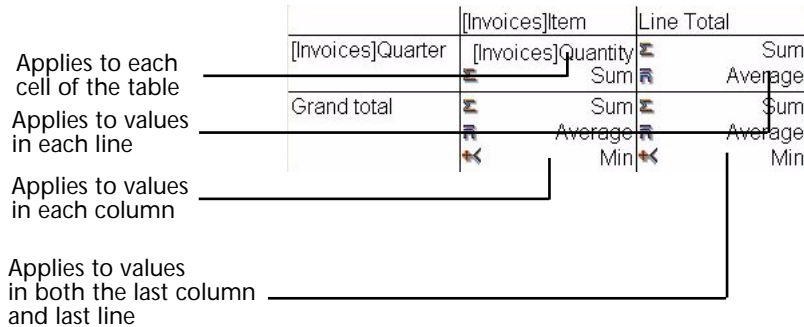 [Invoices]Item Line Total
[Invoices]Quarter [Invoices]Quantity Σ Sum
Σ Sum n̅ Average
Grand total Σ Sum Σ Sum
n̅ Average n̅ Average
Min Min
Applies to each
cell of the table
Applies to values
in each line
Applies to values
in each column
Applies to values
in both the last column
and last line